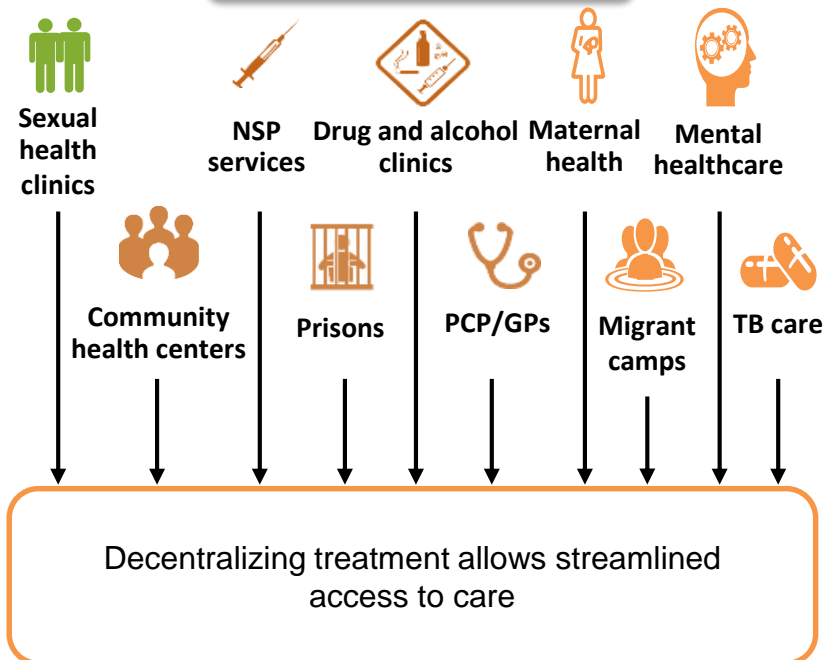 Sexual
health
clinics
NSP
services
Drug and alcohol
clinics
Maternal
health
Mental
healthcare
Community
health centers
Prisons
PCP/GPs
Migrant
camps
TB care
Decentralizing treatment allows streamlined
access to care